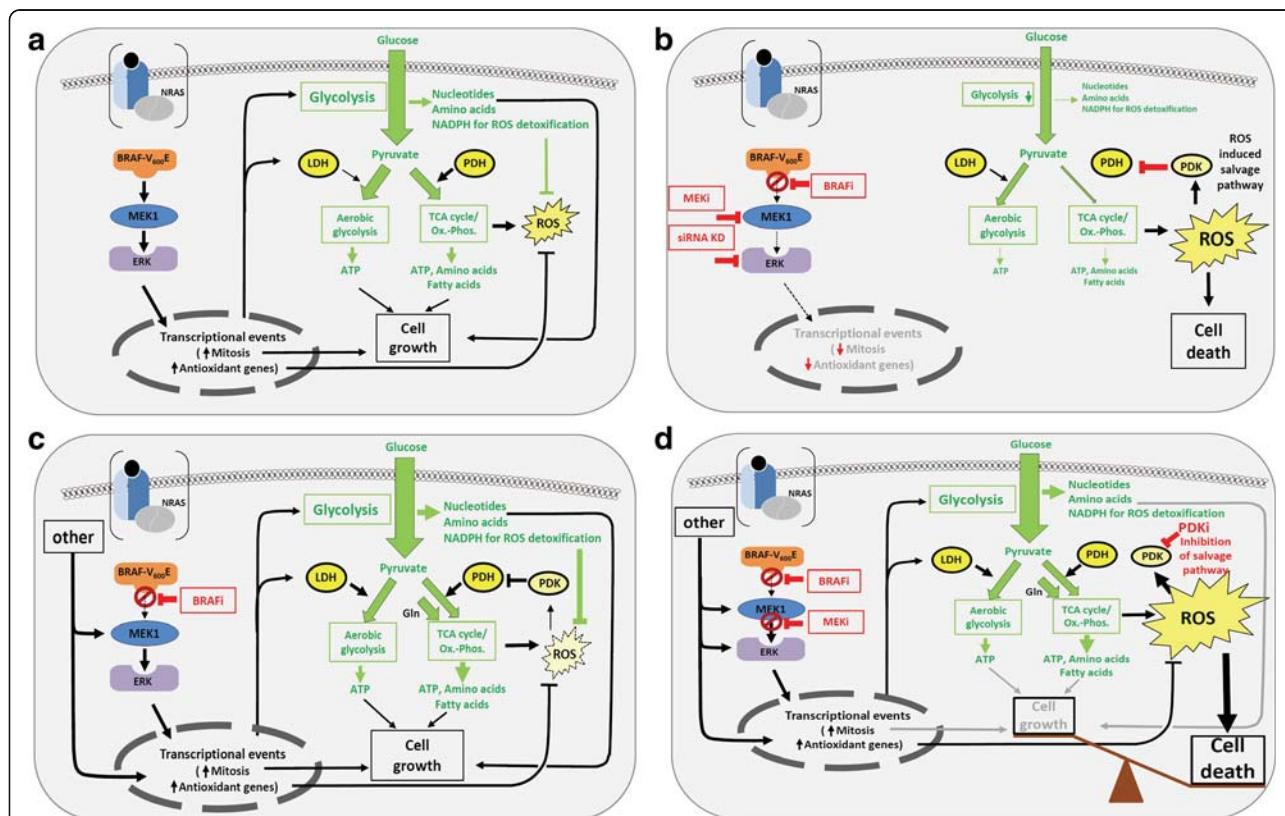 a
Glucose
NRAS
Glycolysis
Nucleotides
Amino acids
NADPH for ROS detoxification
BRAF-V600E
LDH
Pyruvate
PDH
MEK1
Aerobic
glycolysis
TCA cycle/
Ox.-Phos.
ROS
ERK
ATP
ATP, Amino acids
Fatty acids
Transcriptional events
(↑Mitosis
↑Antioxidant genes)
Cell
growth
b
Glucose
NRAS
Glycolysis ↓
Nucleotides
Amino acids
NADPH for ROS detoxification
ROS
induced
salvage
pathway
BRAF-V600E
BRAFi
LDH
Pyruvate
PDH
PDK
MEKi
MEK1
siRNA KD
ERK
Aerobic
glycolysis
TCA cycle/
Ox.-Phos.
ROS
ATP
ATP, Amino acids
Fatty acids
Transcriptional events
(↓Mitosis
↓Antioxidant genes)
Cell
death
c
Glucose
NRAS
other
Glycolysis
Nucleotides
Amino acids
NADPH for ROS detoxification
BRAF-V600E
BRAFi
LDH
Pyruvate
PDH
PDK
Gln
MEK1
Aerobic
glycolysis
TCA cycle/
Ox.-Phos.
ROS
ERK
ATP
ATP, Amino acids
Fatty acids
Transcriptional events
(↑Mitosis
↑Antioxidant genes)
Cell
growth
d
Glucose
NRAS
other
Glycolysis
Nucleotides
Amino acids
NADPH for ROS detoxification
PDKi
Inhibition
of salvage
pathway
BRAF-V600E
BRAFi
LDH
Pyruvate
PDH
PDK
Gln
MEK1
MEKi
Aerobic
glycolysis
TCA cycle/
Ox.-Phos.
ROS
ERK
ATP
ATP, Amino acids
Fatty acids
Transcriptional events
(↑Mitosis
↑Antioxidant genes)
Cell
growth
Cell
death